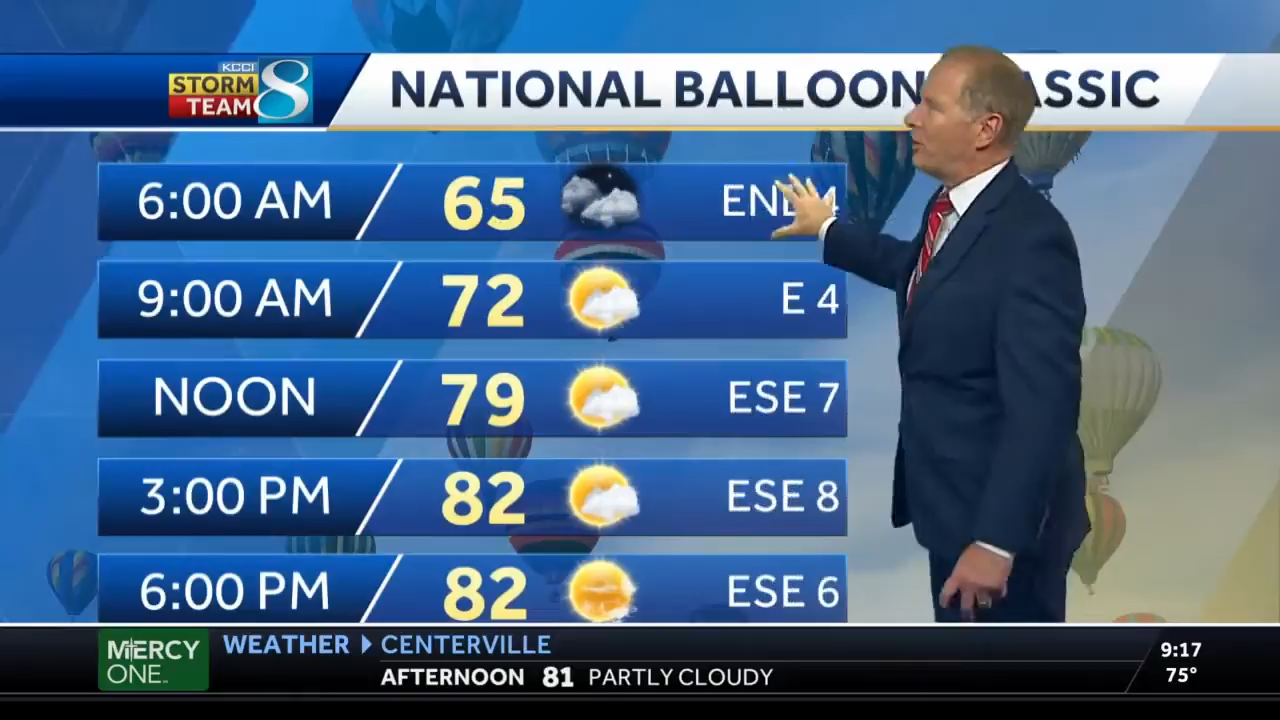 KCCI
STORM
TEAM 8
NATIONAL BALLOON ASSIC
6:00 AM 65 EN 4
9:00 AM 72 E 4
NOON 79 ESE 7
3:00 PM 82 ESE 8
6:00 PM 82 ESE 6
MERCY
ONE
WEATHER CENTERVILLE
AFTERNOON 81 PARTLY CLOUDY
9:17
75°